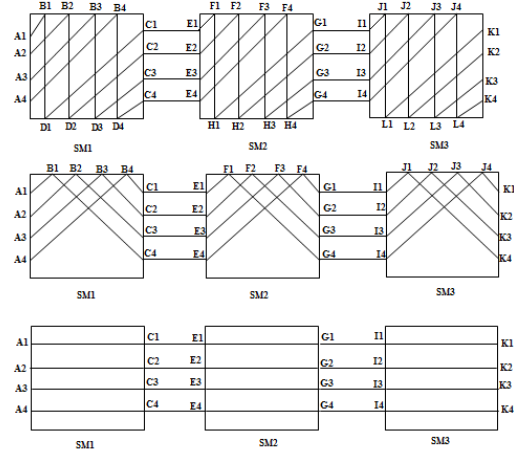 B1 B2 B3 B4 F1 F2 F3 F4 J1 J2 J3 J4
A1 C1 E1 G1 I1 K1
A2 C2 E2 G2 I2 K2
A3 C3 E3 G3 I3 K3
A4 C4 E4 G4 I4 K4
D1 D2 D3 D4 H1 H2 H3 H4 L1 L2 L3 L4
SM1 SM2 SM3
B1 B2 B3 B4 F1 F2 F3 F4 J1 J2 J3 J4
A1 C1 E1 G1 I1 K1
A2 C2 E2 G2 I2 K2
A3 C3 E3 G3 I3 K3
A4 C4 E4 G4 I4 K4
SM1 SM2 SM3
A1 C1 E1 G1 I1 K1
A2 C2 E2 G2 I2 K2
A3 C3 E3 G3 I3 K3
A4 C4 E4 G4 I4 K4
SM1 SM2 SM3